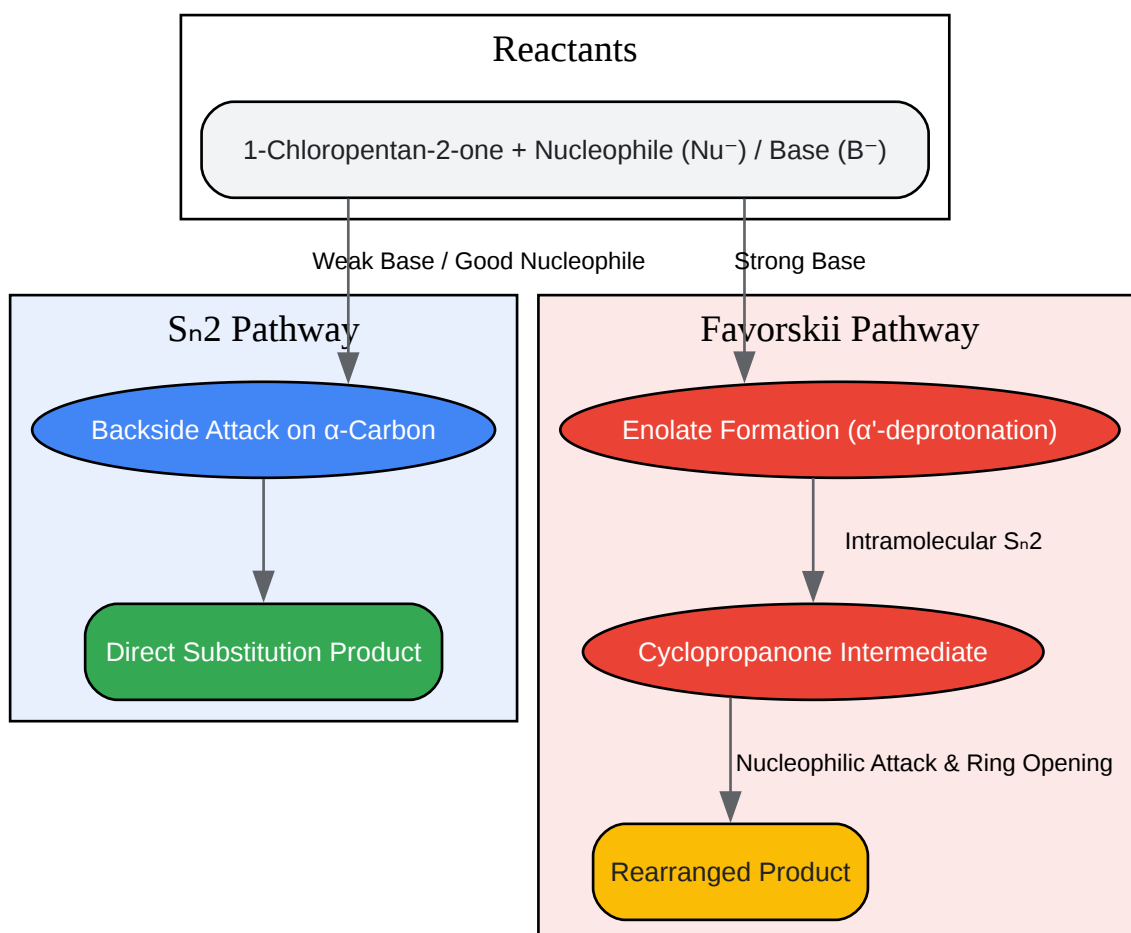 Reactants
1-Chloropentan-2-one + Nucleophile (Nu⁻) / Base (B⁻)
Weak Base / Good Nucleophile
Strong Base
Sₙ2 Pathway
Backside Attack on α-Carbon
Direct Substitution Product
Favorskii Pathway
Enolate Formation (α'-deprotonation)
Intramolecular Sₙ2
Cyclopropanone Intermediate
Nucleophilic Attack & Ring Opening
Rearranged Product